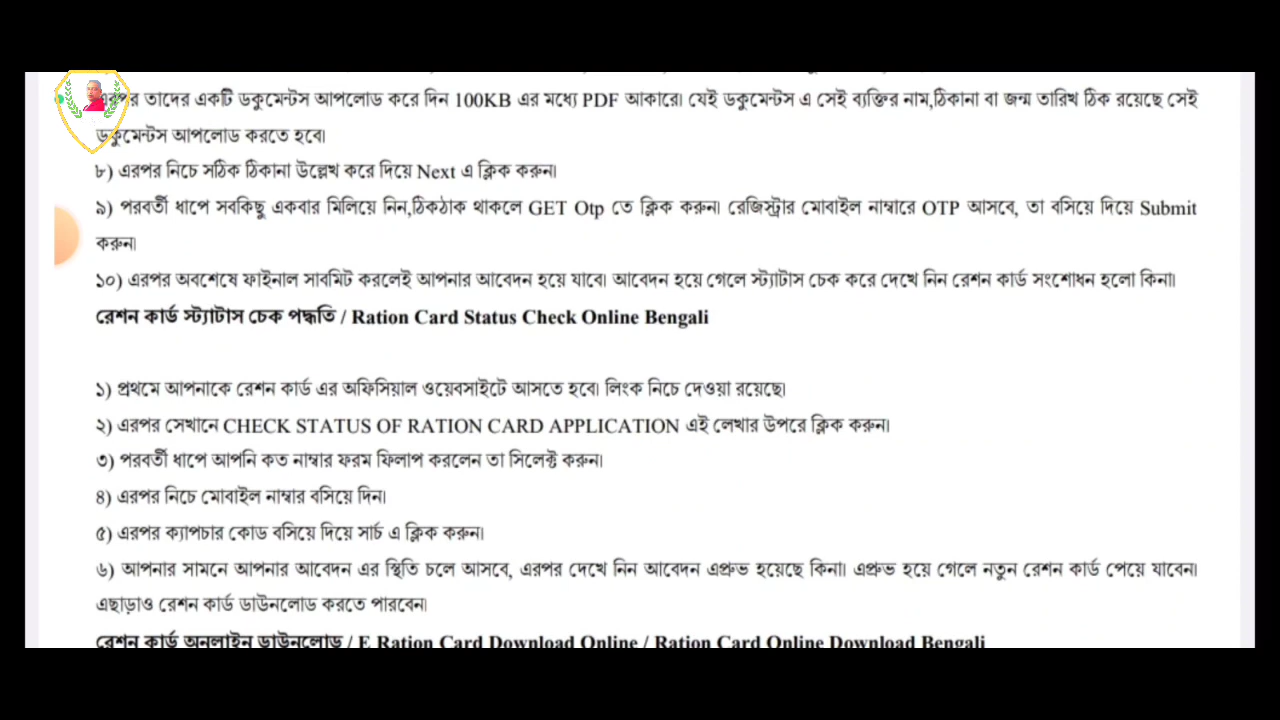 এরপর তাদের একটি ডকুমেন্টস আপলোড করে দিন 100KB এর মধ্যে PDF আকারে। যেই ডকুমেন্টস এ সেই ব্যক্তির নাম,ঠিকানা বা জন্ম তারিখ ঠিক রয়েছে সেই
ডকুমেন্টস আপলোড করতে হবে।
৮) এরপর নিচে সঠিক ঠিকানা উল্লেখ করে দিয়ে Next এ ক্লিক করুন।
৯) পরবর্তী ধাপে সবকিছু একবার মিলিয়ে নিন,ঠিকঠাক থাকলে GET Otp তে ক্লিক করুন। রেজিস্ট্রার মোবাইল নাম্বারে OTP আসবে, তা বসিয়ে দিয়ে Submit
করুন।
১০) এরপর অবশেষে ফাইনাল সাবমিট করলেই আপনার আবেদন হয়ে যাবে। আবেদন হয়ে গেলে স্ট্যাটাস চেক করে দেখে নিন রেশন কার্ড সংশোধন হলো কিনা।
রেশন কার্ড স্ট্যাটাস চেক পদ্ধতি / Ration Card Status Check Online Bengali
১) প্রথমে আপনাকে রেশন কার্ড এর অফিসিয়াল ওয়েবসাইটে আসতে হবে। লিংক নিচে দেওয়া রয়েছে।
২) এরপর সেখানে CHECK STATUS OF RATION CARD APPLICATION এই লেখার উপরে ক্লিক করুন।
৩) পরবর্তী ধাপে আপনি কত নাম্বার ফরম ফিলাপ করলেন তা সিলেক্ট করুন।
৪) এরপর নিচে মোবাইল নাম্বার বসিয়ে দিন।
৫) এরপর ক্যাপচার কোড বসিয়ে দিয়ে সার্চ এ ক্লিক করুন।
৬) আপনার সামনে আপনার আবেদন এর স্থিতি চলে আসবে, এরপর দেখে নিন আবেদন এপ্রুভ হয়েছে কিনা। এপ্রুভ হয়ে গেলে নতুন রেশন কার্ড পেয়ে যাবেন।
এছাড়াও রেশন কার্ড ডাউনলোড করতে পারবেন।
রেশন কার্ড অনলাইন ডাউনলোড / E Ration Card Download Online / Ration Card Online Download Bengali